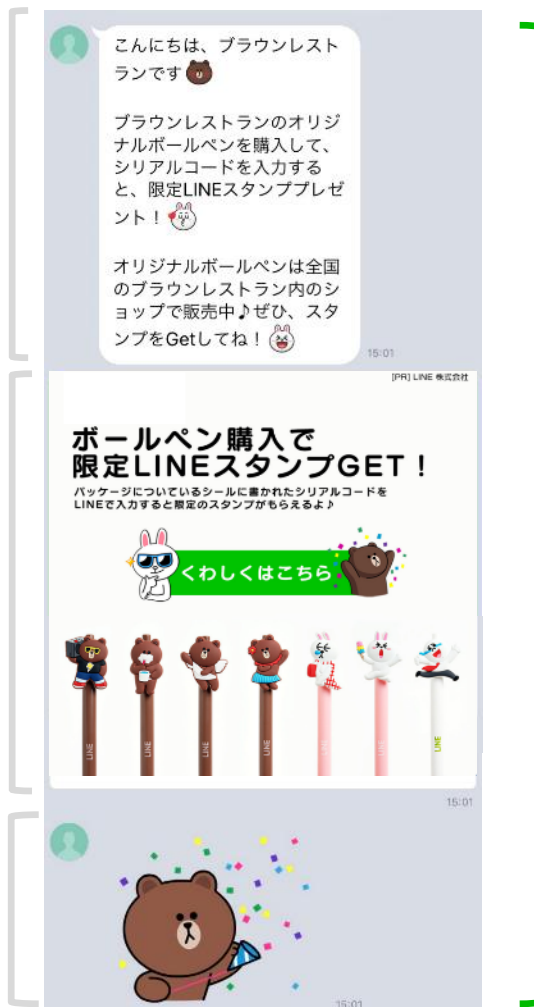 こんにちは、ブラウンレスト
ランです
ブラウンレストランのオリジ
ナルボールペンを購入して、
シリアルコードを入力する
と、限定LINEスタンププレゼ
ント！
オリジナルボールペンは全国
のブラウンレストラン内のシ
ョップで販売中♪ぜひ、スタ
ンプをGetしてね！
15:01
[PR] LINE 株式会社
ボールペン購入で
限定LINEスタンプGET！
パッケージについているシールに書かれたシリアルコードを
LINEで入力すると限定のスタンプがもらえるよ♪
くわしくはこちら
LINE
LINE
LINE
LINE
LINE
LINE
LINE
15:01
15:01